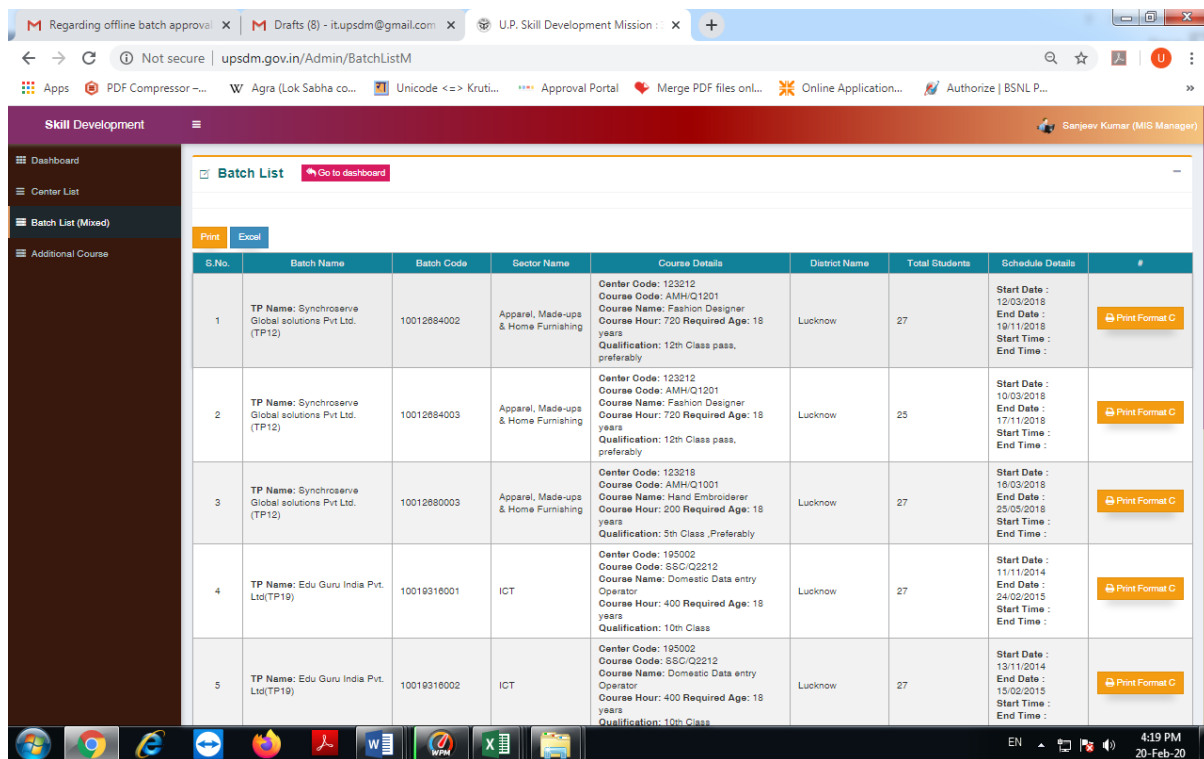 Regarding offline batch approval
Drafts (8) - it.upsdm@gmail.com
U.P. Skill Development Mission :
Not secure | upsdm.gov.in/Admin/BatchListM
U
Apps
PDF Compressor –...
Agra (Lok Sabha co...
Unicode <=> Kruti...
Approval Portal
Merge PDF files onl...
Online Application...
Authorize | BSNL P...
»
Skill Development
Sanjeev Kumar (MIS Manager)
Dashboard
Center List
Batch List (Mixed)
Additional Course
Batch List
Go to dashboard
Print
Excel
S.No. Batch Name Batch Code Sector Name Course Details District Name Total Students Schedule Details #
1
TP Name: Synchroserve
Global solutions Pvt Ltd.
(TP12)
10012684002
Apparel, Made-ups
& Home Furnishing
Center Code: 123212
Course Code: AMH/Q1201
Course Name: Fashion Designer
Course Hour: 720 Required Age: 18
years
Qualification: 12th Class pass,
preferably
Lucknow
27
Start Date :
12/03/2018
End Date :
19/11/2018
Start Time :
End Time :
Print Format C
2
TP Name: Synchroserve
Global solutions Pvt Ltd.
(TP12)
10012684003
Apparel, Made-ups
& Home Furnishing
Center Code: 123212
Course Code: AMH/Q1201
Course Name: Fashion Designer
Course Hour: 720 Required Age: 18
years
Qualification: 12th Class pass,
preferably
Lucknow
25
Start Date :
10/03/2018
End Date :
17/11/2018
Start Time :
End Time :
Print Format C
3
TP Name: Synchroserve
Global solutions Pvt Ltd.
(TP12)
10012680003
Apparel, Made-ups
& Home Furnishing
Center Code: 123218
Course Code: AMH/Q1001
Course Name: Hand Embroiderer
Course Hour: 200 Required Age: 18
years
Qualification: 5th Class ,Preferably
Lucknow
27
Start Date :
16/03/2018
End Date :
25/05/2018
Start Time :
End Time :
Print Format C
4
TP Name: Edu Guru India Pvt.
Ltd(TP19)
10019316001
ICT
Center Code: 195002
Course Code: SSC/Q2212
Course Name: Domestic Data entry
Operator
Course Hour: 400 Required Age: 18
years
Qualification: 10th Class
Lucknow
27
Start Date :
11/11/2014
End Date :
24/02/2015
Start Time :
End Time :
Print Format C
5
TP Name: Edu Guru India Pvt.
Ltd(TP19)
10019316002
ICT
Center Code: 195002
Course Code: SSC/Q2212
Course Name: Domestic Data entry
Operator
Course Hour: 400 Required Age: 18
years
Qualification: 10th Class
Lucknow
27
Start Date :
13/11/2014
End Date :
15/02/2015
Start Time :
End Time :
Print Format C
WPM
EN
4:19 PM
20-Feb-20